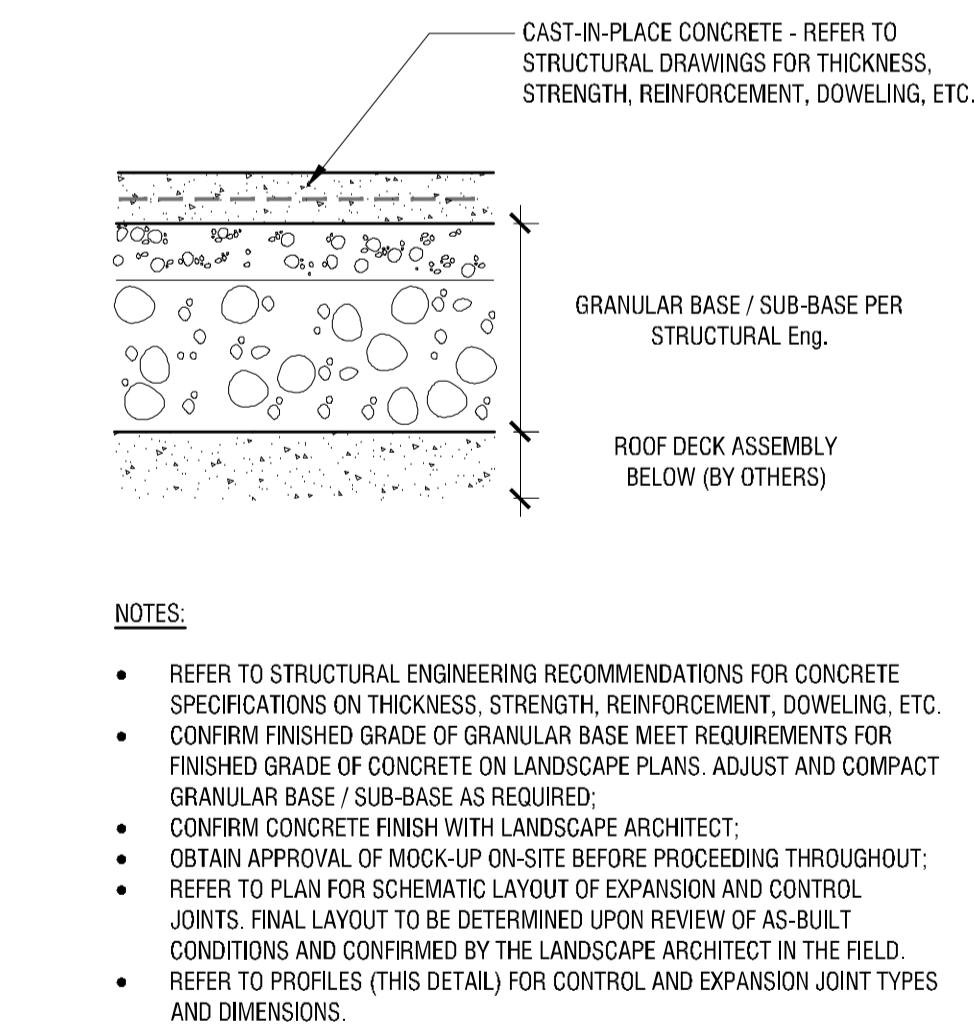 CAST-IN-PLACE CONCRETE - REFER TO
STRUCTURAL DRAWINGS FOR THICKNESS,
STRENGTH, REINFORCEMENT, DOWELING, ETC.
GRANULAR BASE / SUB-BASE PER
STRUCTURAL Eng.
ROOF DECK ASSEMBLY
BELOW (BY OTHERS)
NOTES:
• REFER TO STRUCTURAL ENGINEERING RECOMMENDATIONS FOR CONCRETE
SPECIFICATIONS ON THICKNESS, STRENGTH, REINFORCEMENT, DOWELING, ETC.
• CONFIRM FINISHED GRADE OF GRANULAR BASE MEET REQUIREMENTS FOR
FINISHED GRADE OF CONCRETE ON LANDSCAPE PLANS. ADJUST AND COMPACT
GRANULAR BASE / SUB-BASE AS REQUIRED;
• CONFIRM CONCRETE FINISH WITH LANDSCAPE ARCHITECT;
• OBTAIN APPROVAL OF MOCK-UP ON-SITE BEFORE PROCEEDING THROUGHOUT;
• REFER TO PLAN FOR SCHEMATIC LAYOUT OF EXPANSION AND CONTROL
JOINTS. FINAL LAYOUT TO BE DETERMINED UPON REVIEW OF AS-BUILT
CONDITIONS AND CONFIRMED BY THE LANDSCAPE ARCHITECT IN THE FIELD.
• REFER TO PROFILES (THIS DETAIL) FOR CONTROL AND EXPANSION JOINT TYPES
AND DIMENSIONS.